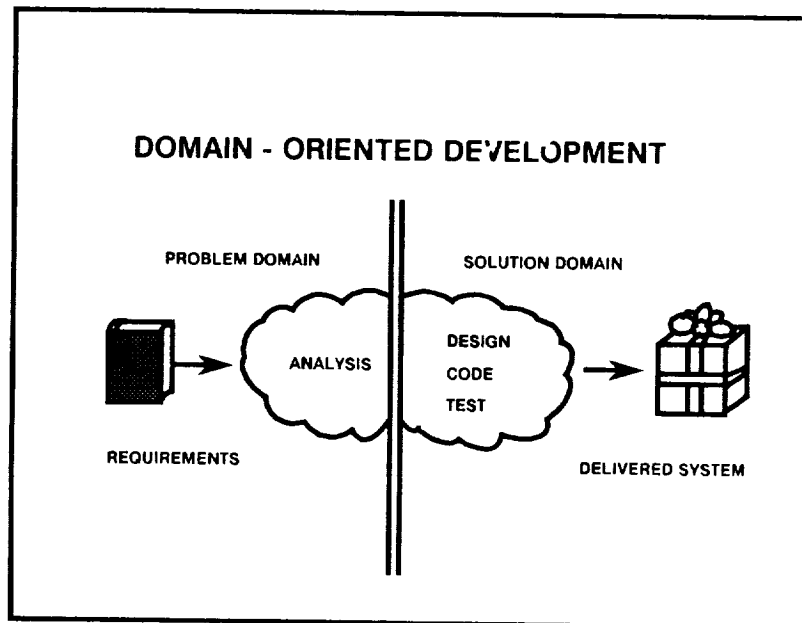 DOMAIN - ORIENTED DEVELOPMENT
PROBLEM DOMAIN
SOLUTION DOMAIN
ANALYSIS
DESIGN
CODE
TEST
REQUIREMENTS
DELIVERED SYSTEM